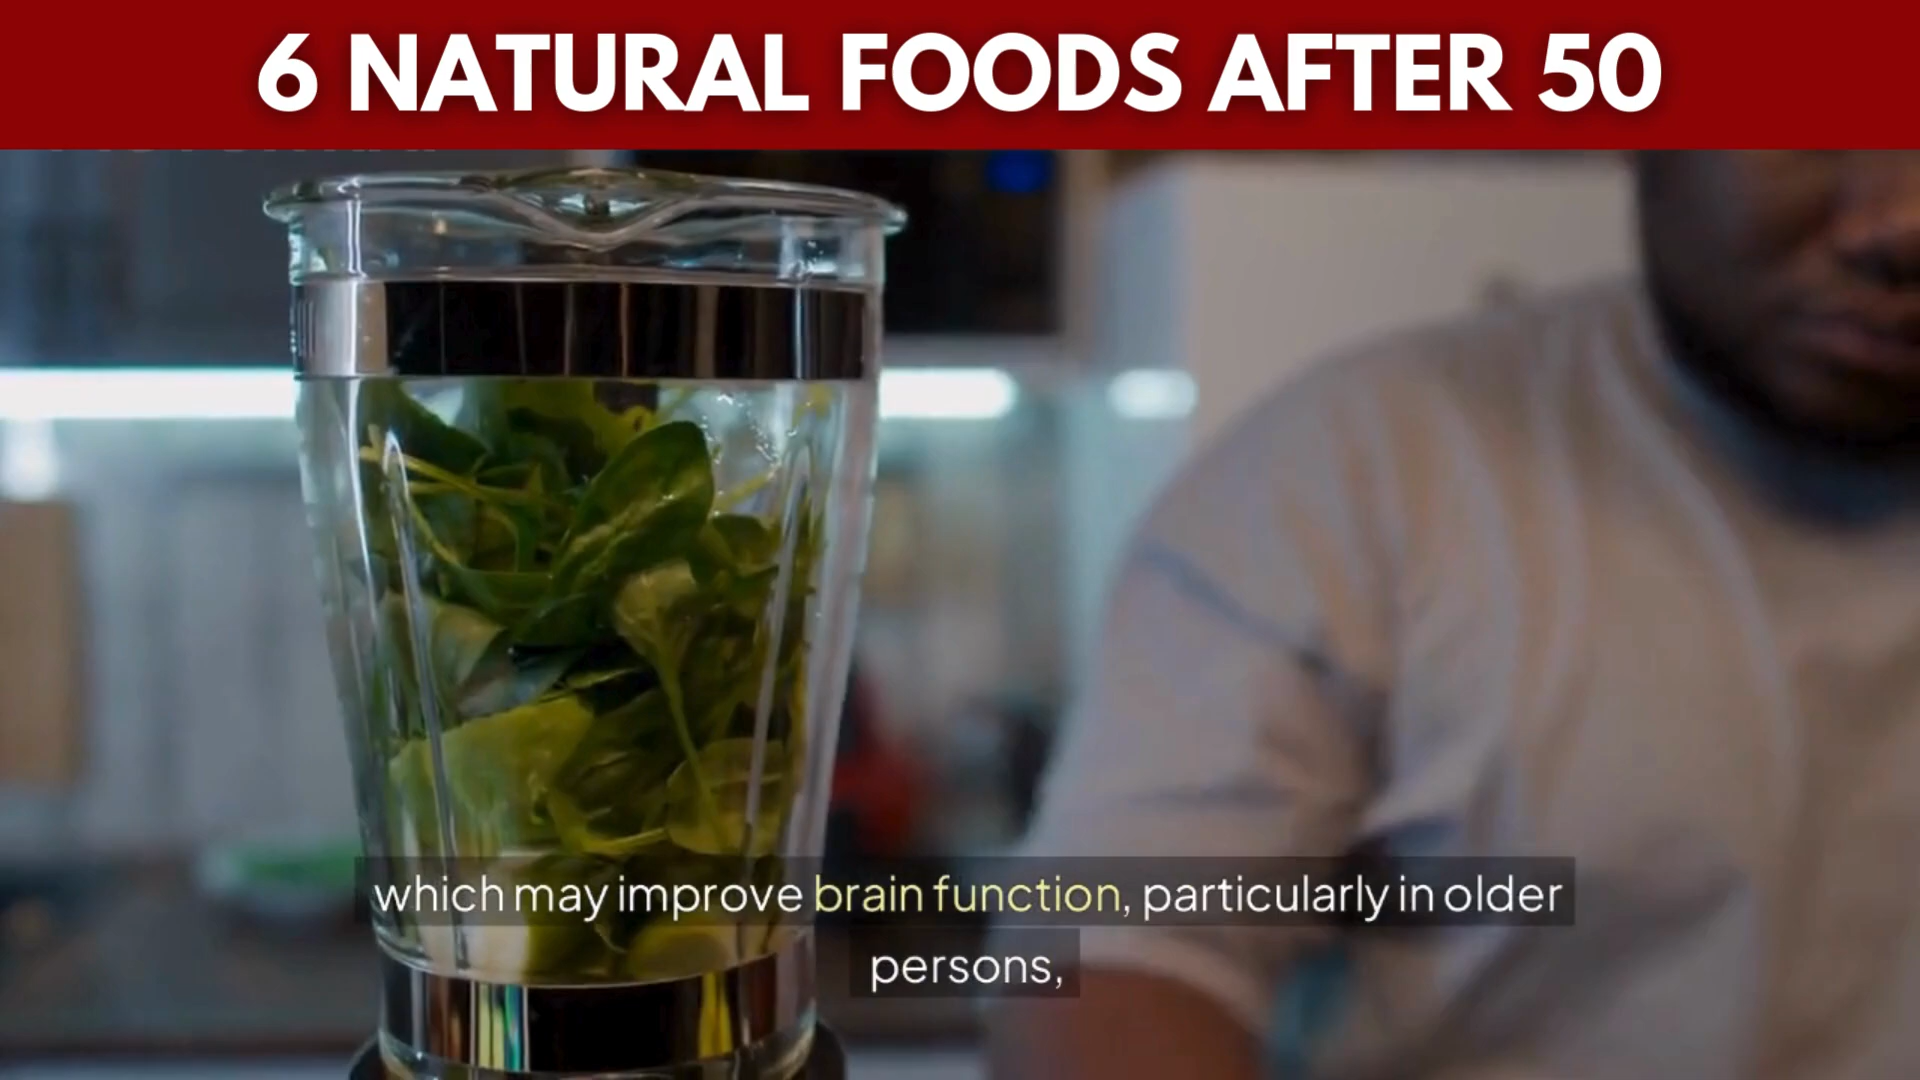 6 NATURAL FOODS AFTER 50
which may improve brain function, particularly in older
persons,